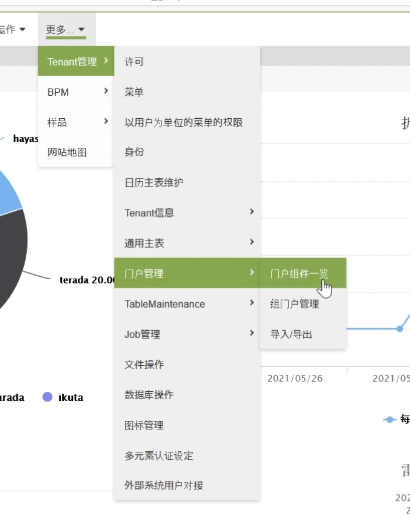 运作
更多...
Tenant管理
BPM
样品
网站地图
许可
菜单
以用户为单位的菜单的权限
身份
日历主表维护
Tenant信息
通用主表
门户管理
TableMaintenance
Job管理
文件操作
数据库操作
图标管理
多元素认证设定
外部系统用户对接
门户组件一览
组门户管理
导入/导出
hayas
terada 20.0
arada
ikuta
2021/05/26
2021/05
每
雷
202
2